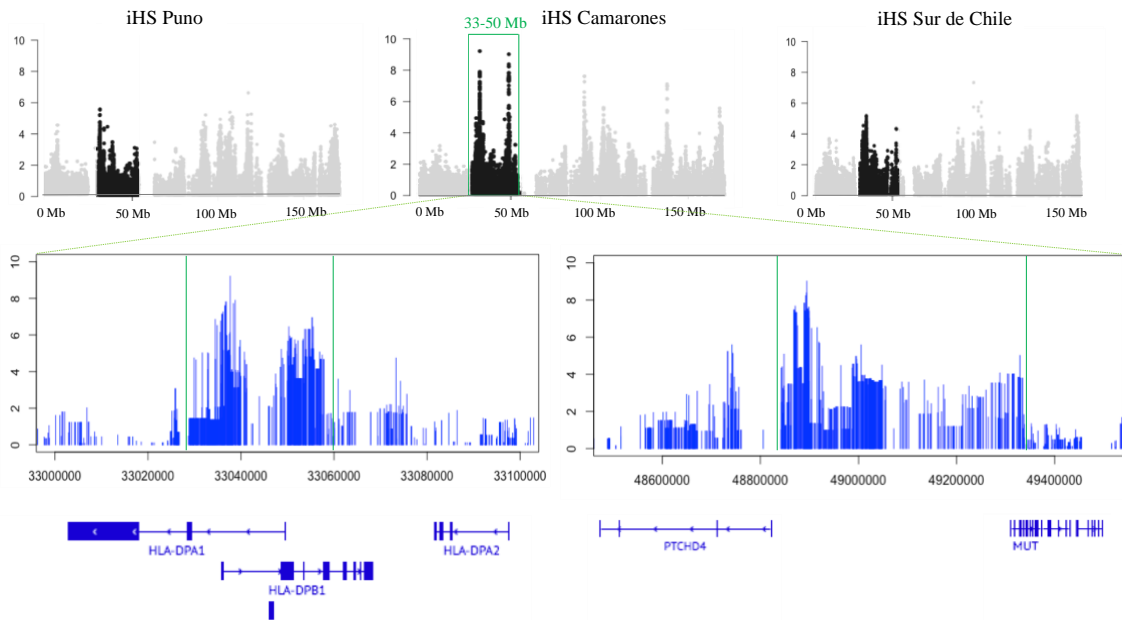 iHS Puno
33-50 Mb
iHS Camarones
iHS Sur de Chile
10
8
6
4
2
0
0 Mb
50 Mb
100 Mb
150 Mb
10
8
6
4
2
0
0 Mb
50 Mb
100 Mb
150 Mb
10
8
6
4
2
0
0 Mb
50 Mb
100 Mb
150 Mb
10
8
6
4
2
0
33000000
33020000
33040000
33060000
33080000
33100000
10
8
6
4
2
0
48600000
48800000
49000000
49200000
49400000
HLA-DPA1
HLA-DPA2
HLA-DPB1
PTCHD4
MUT